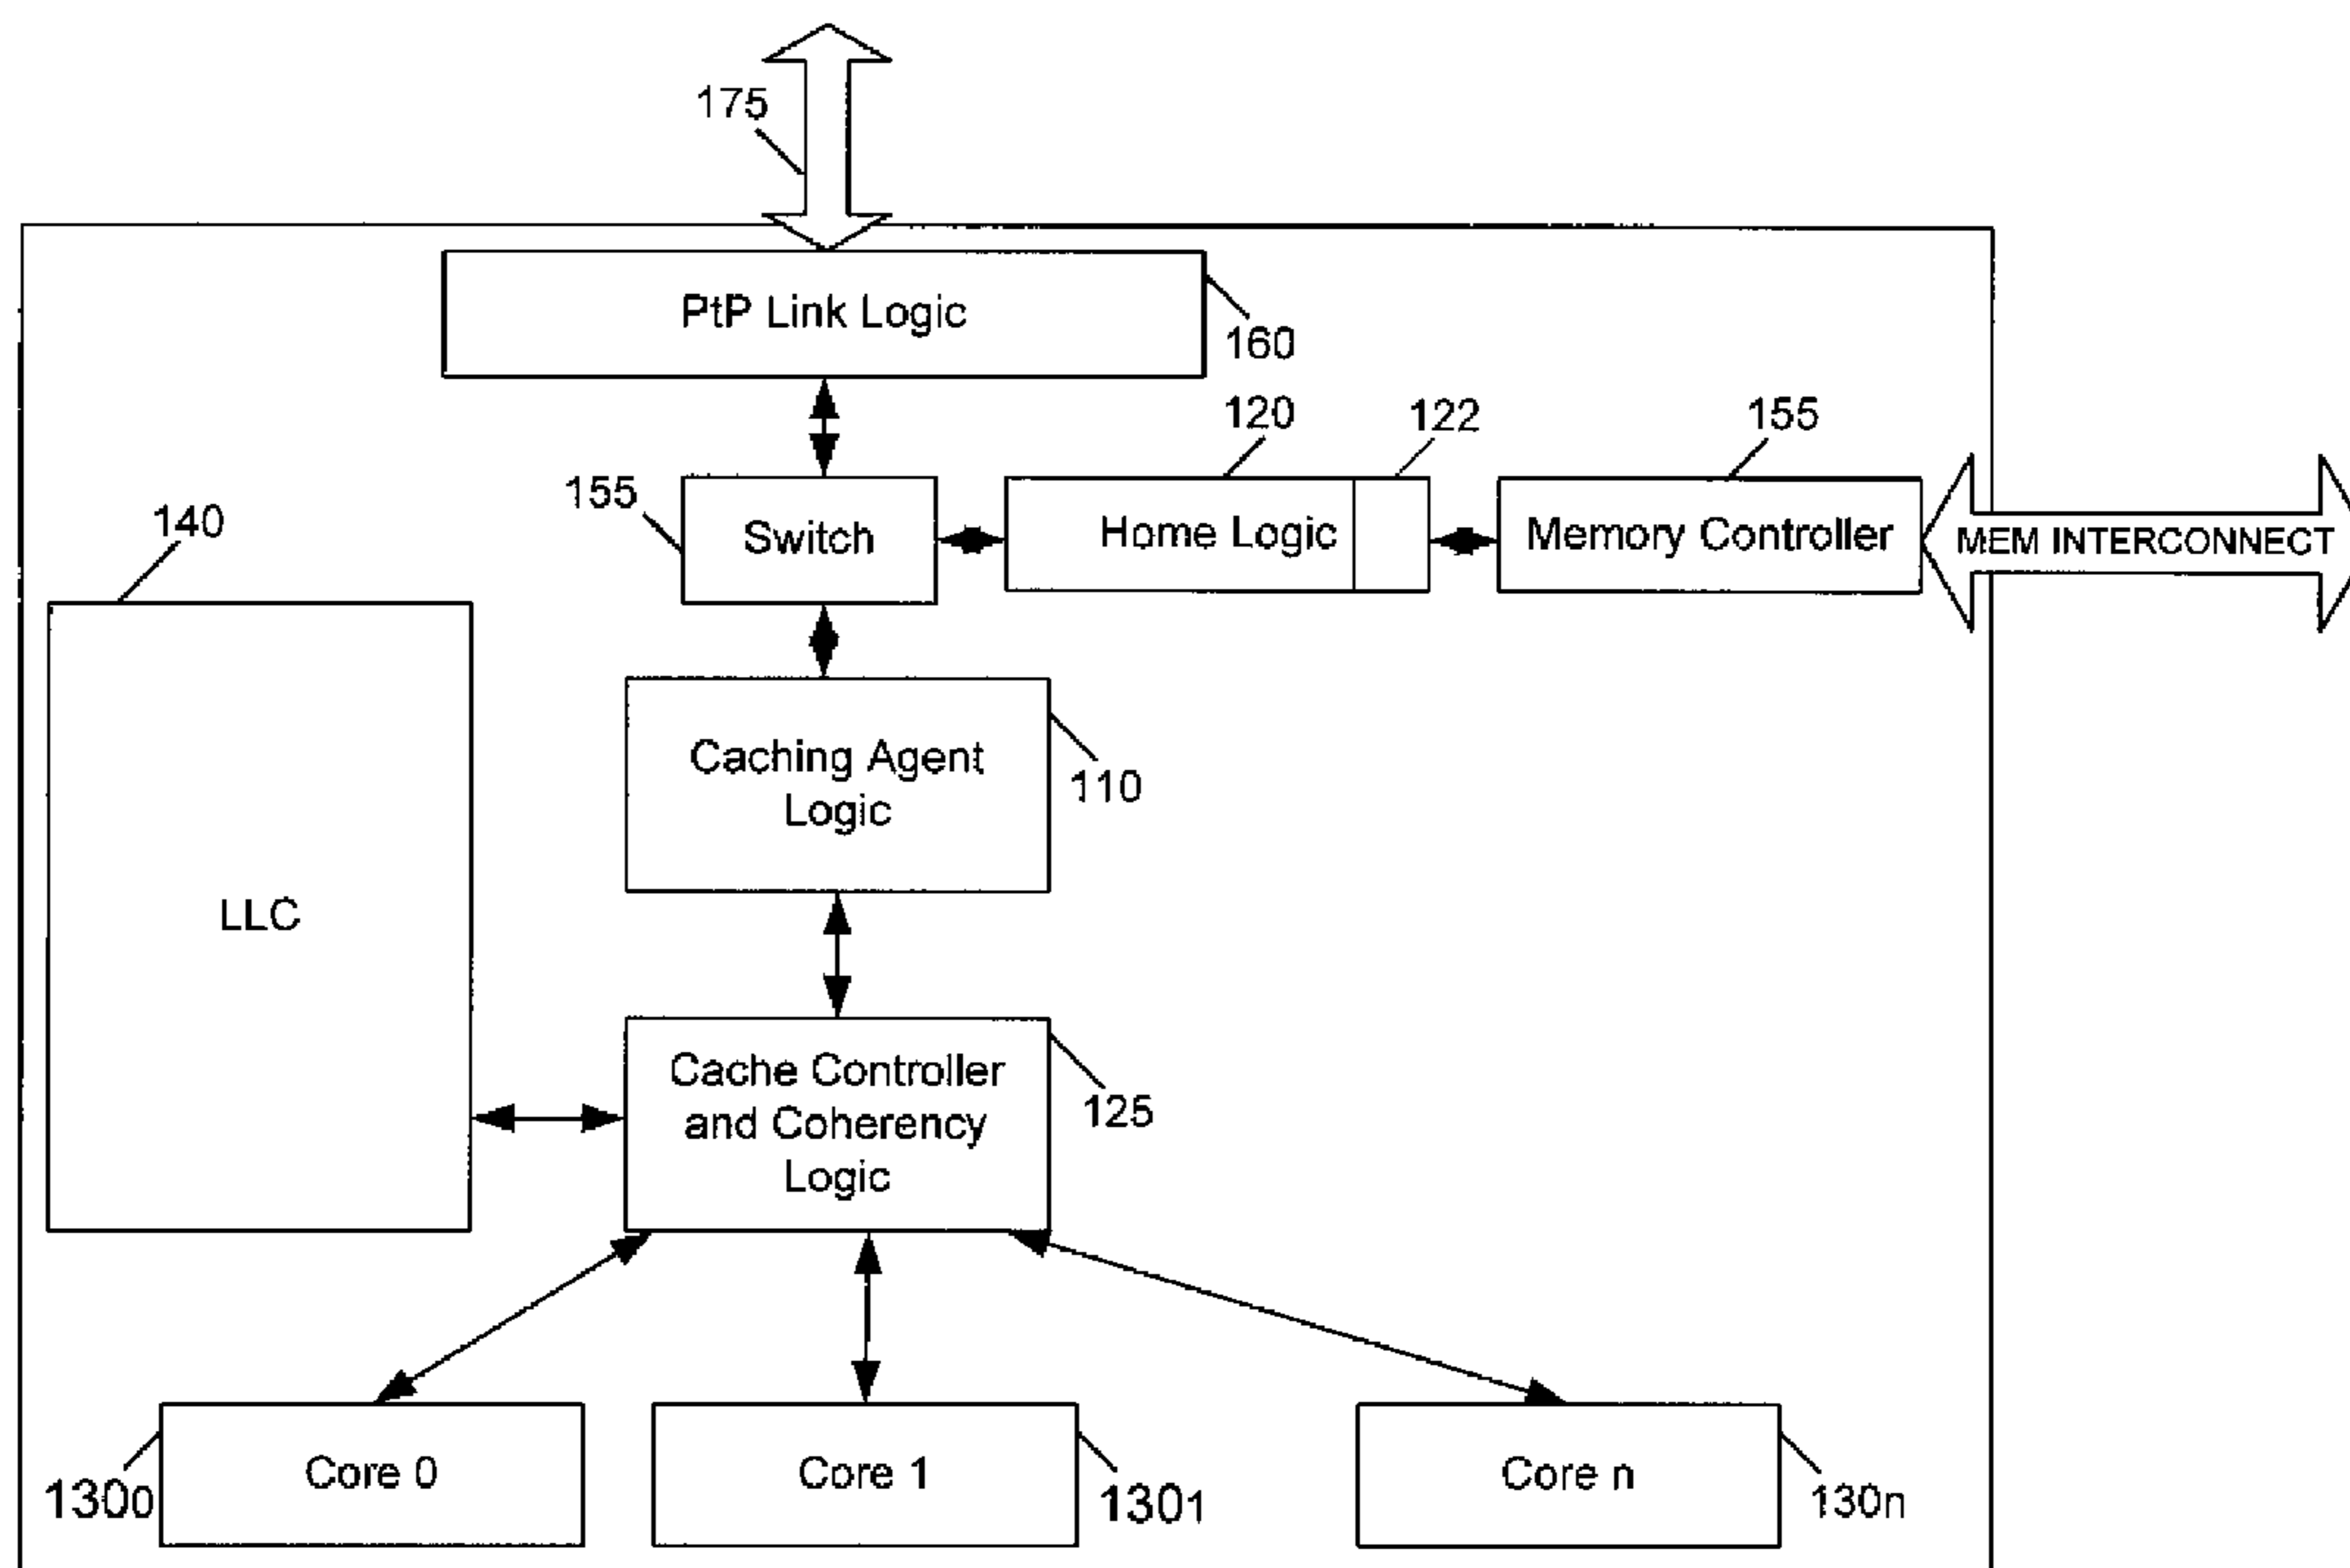 175
PtP Link Logic
160
120
122
155
155
Switch
Home Logic
Memory Controller
MEM INTERCONNECT
140
Caching Agent
Logic
110
LLC
Cache Controller
and Coherency
Logic
125
Core 0
Core 1
Core n
130₀
130₁
130n